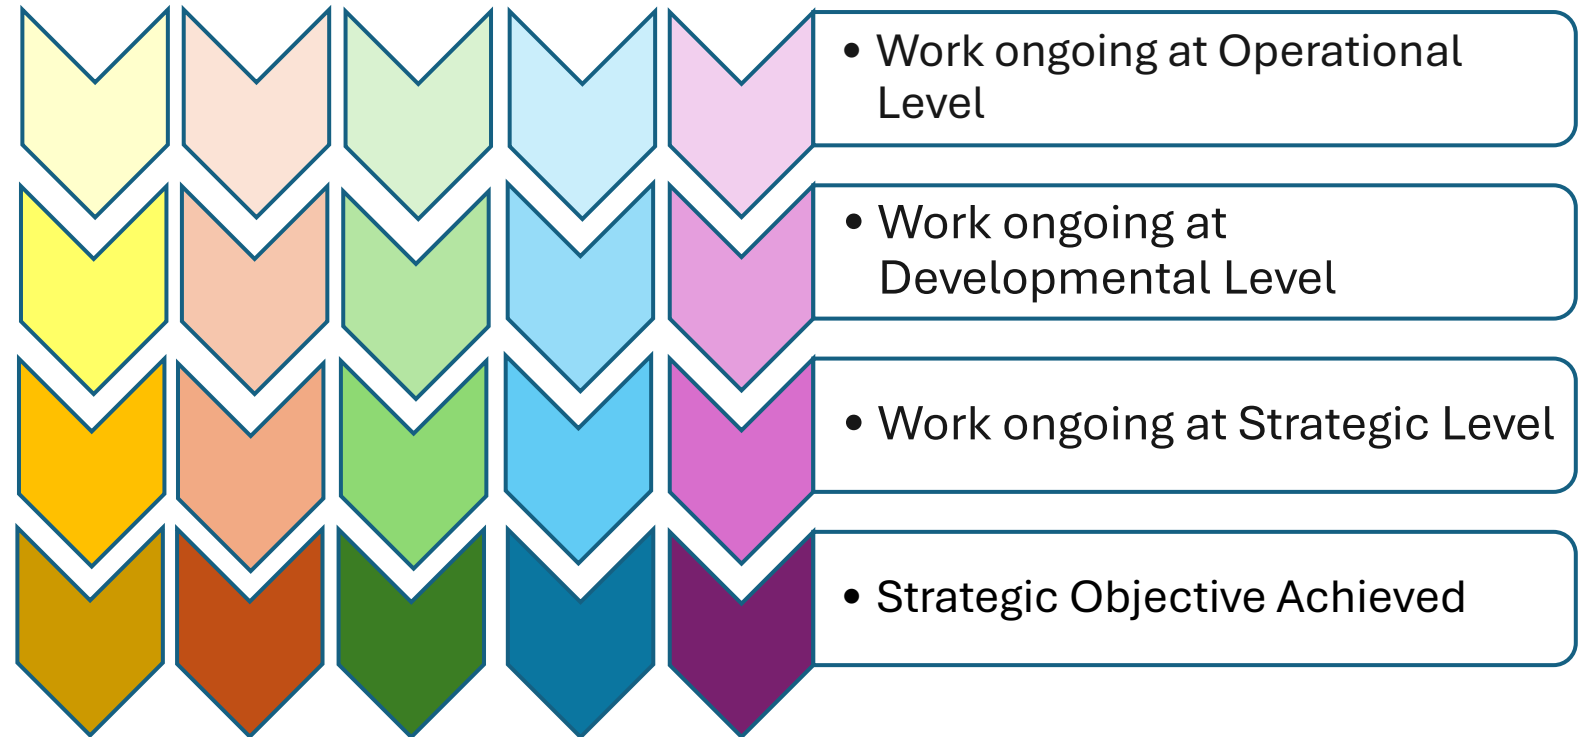 • Work ongoing at Operational
Level
• Work ongoing at
Developmental Level
• Work ongoing at Strategic Level
• Strategic Objective Achieved